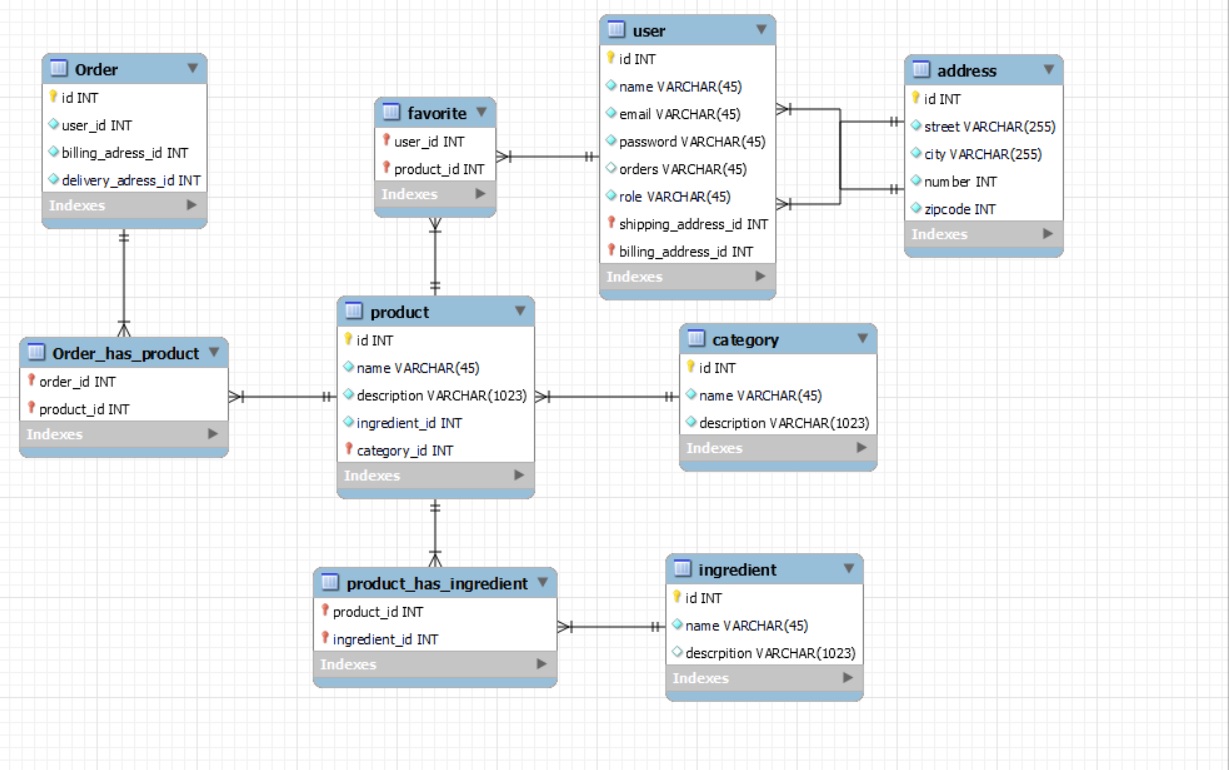 Order
id INT
user_id INT
billing_adress_id INT
delivery_adress_id INT
Indexes
favorite
user_id INT
product_id INT
Indexes
user
id INT
name VARCHAR(45)
email VARCHAR(45)
password VARCHAR(45)
orders VARCHAR(45)
role VARCHAR(45)
shipping_address_id INT
billing_address_id INT
Indexes
address
id INT
street VARCHAR(255)
city VARCHAR(255)
number INT
zipcode INT
Indexes
Order_has_product
order_id INT
product_id INT
Indexes
product
id INT
name VARCHAR(45)
description VARCHAR(1023)
ingredient_id INT
category_id INT
Indexes
category
id INT
name VARCHAR(45)
description VARCHAR(1023)
Indexes
product_has_ingredient
product_id INT
ingredient_id INT
Indexes
ingredient
id INT
name VARCHAR(45)
descrpition VARCHAR(1023)
Indexes